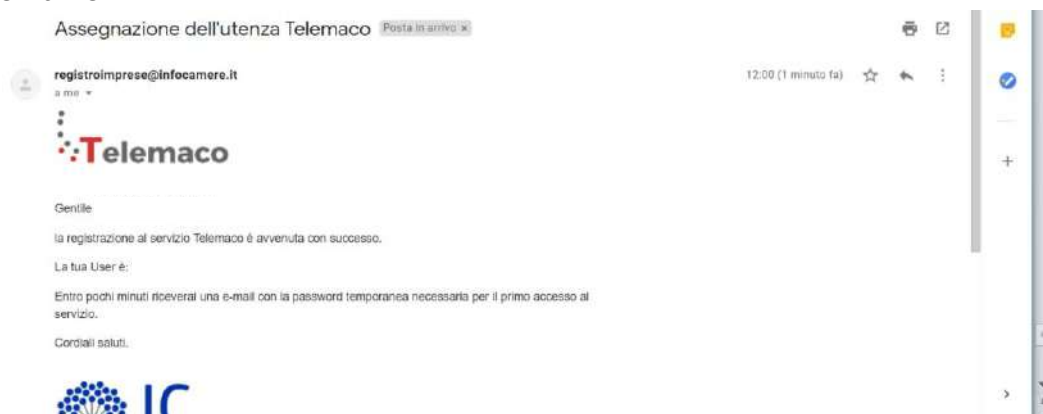 Assegnazione dell'utenza Telemaco Posta in arrivo x
registroimprese@infocamere.it 12:00 (1 minuto fa)
a me
Telemaco
Gentile
la registrazione al servizio Telemaco è avvenuta con successo.
La tua User è:
Entro pochi minuti riceverai una e-mail con la password temporanea necessaria per il primo accesso al
servizio.
Cordiali saluti.
IC